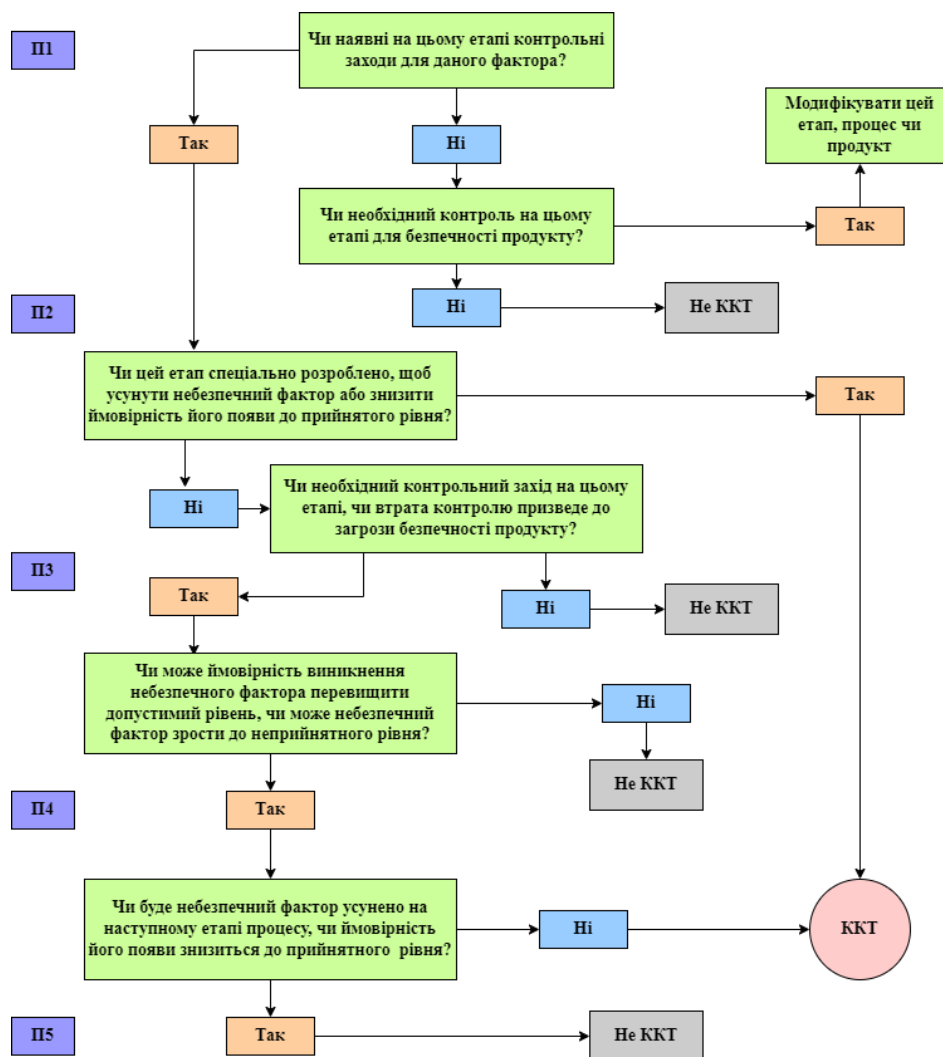 П1
Чи наявні на цьому етапі контрольні
заходи для даного фактора?
Модифікувати цей
етап, процес чи
продукт
Так
Ні
Чи необхідний контроль на цьому
етапі для безпечності продукту?
Так
П2
Ні
Не ККТ
Чи цей етап спеціально розроблено, щоб
усунути небезпечний фактор або знизити
ймовірність його появи до прийнятого рівня?
Так
Ні
Чи необхідний контрольний захід на цьому
етапі, чи втрата контролю призведе до
загрози безпечності продукту?
П3
Так
Ні
Не ККТ
Чи може ймовірність виникнення
небезпечного фактора перевищити
допустимий рівень, чи може небезпечний
фактор зрости до неприйнятного рівня?
Ні
Не ККТ
П4
Так
Чи буде небезпечний фактор усунено на
наступному етапі процесу, чи ймовірність
його появи знизиться до прийнятного рівня?
Ні
ККТ
П5
Так
Не ККТ